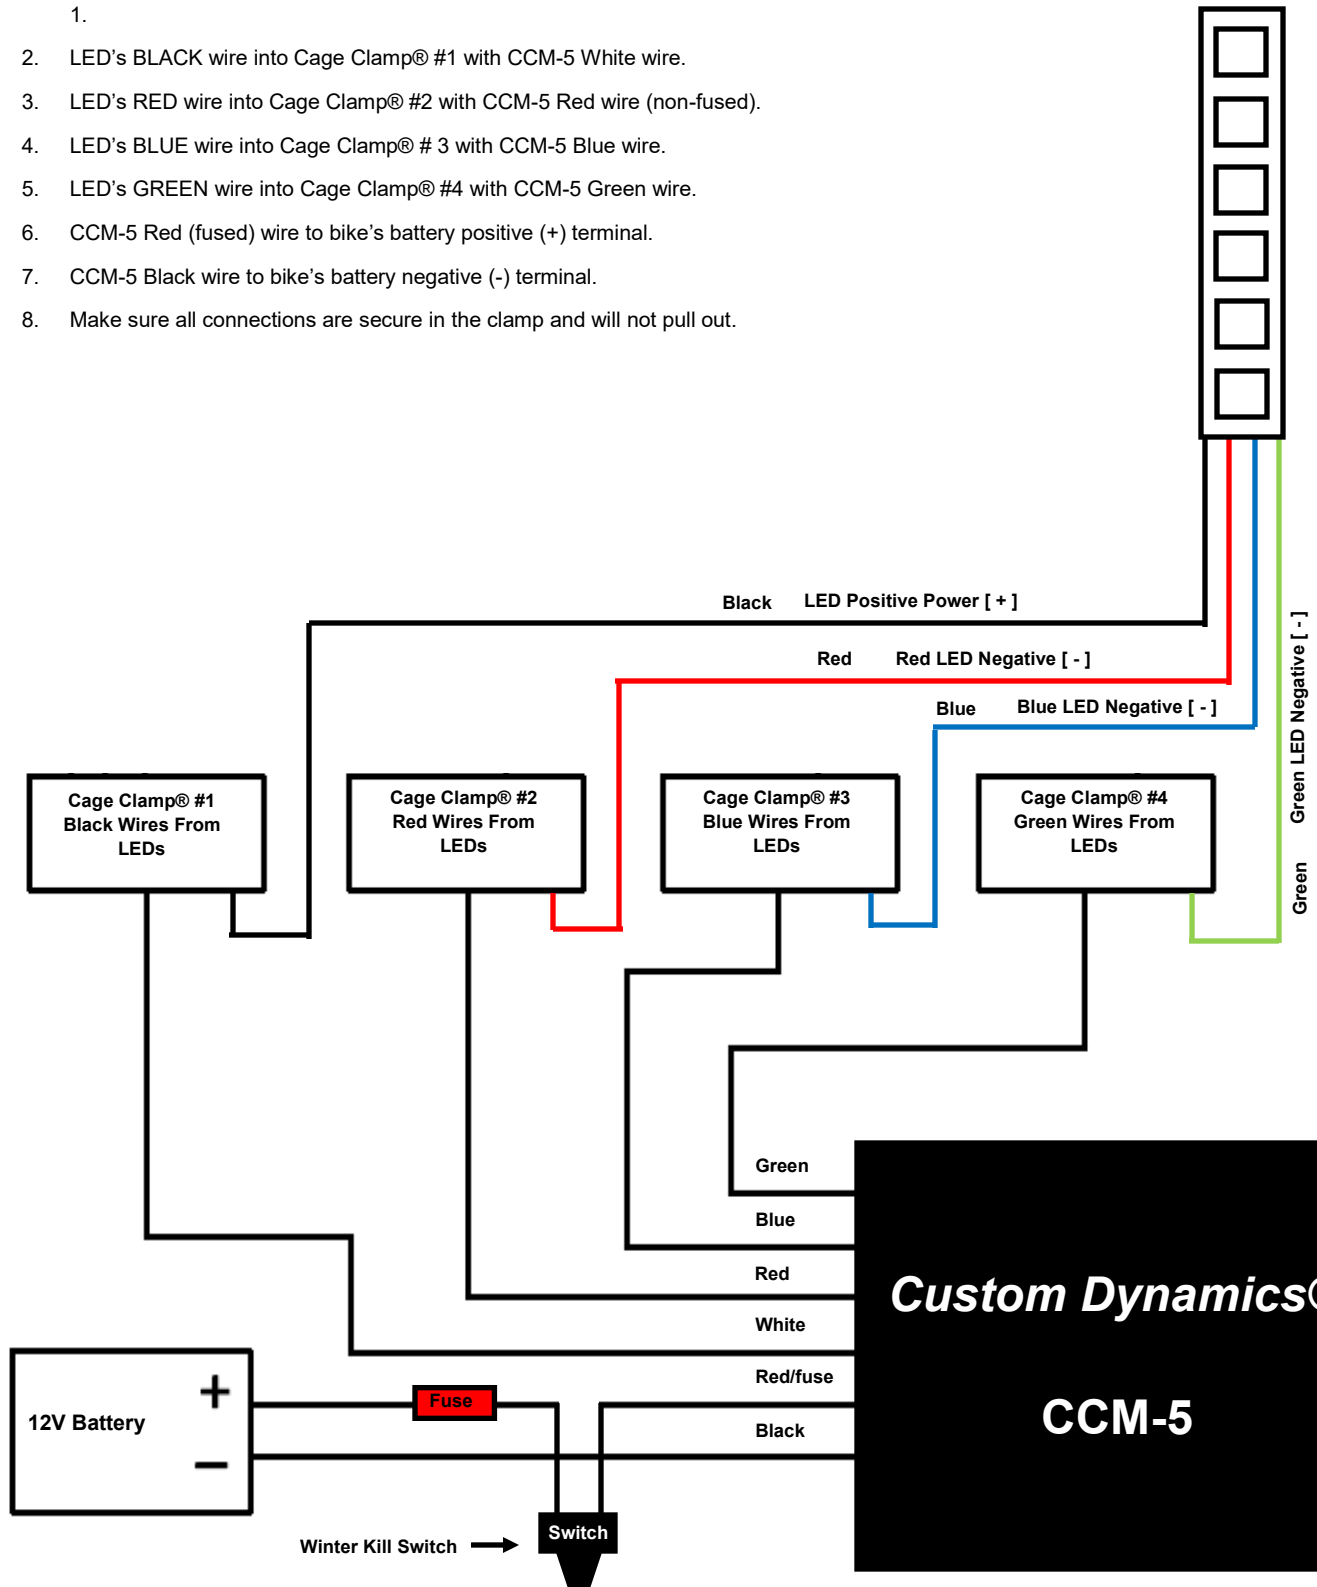 1.
2. LED's BLACK wire into Cage Clamp® #1 with CCM-5 White wire.
3. LED's RED wire into Cage Clamp® #2 with CCM-5 Red wire (non-fused).
4. LED's BLUE wire into Cage Clamp® # 3 with CCM-5 Blue wire.
5. LED's GREEN wire into Cage Clamp® #4 with CCM-5 Green wire.
6. CCM-5 Red (fused) wire to bike's battery positive (+) terminal.
7. CCM-5 Black wire to bike's battery negative (-) terminal.
8. Make sure all connections are secure in the clamp and will not pull out.
Black LED Positive Power [ + ]
Red Red LED Negative [ - ]
Blue Blue LED Negative [ - ]
Green Green LED Negative [ - ]
Cage Clamp® #1
Black Wires From
LEDs
Cage Clamp® #2
Red Wires From
LEDs
Cage Clamp® #3
Blue Wires From
LEDs
Cage Clamp® #4
Green Wires From
LEDs
Green
Blue
Red
White
Red/fuse
Black
Custom Dynamics®
CCM-5
12V Battery
+
−
Fuse
Switch
Winter Kill Switch